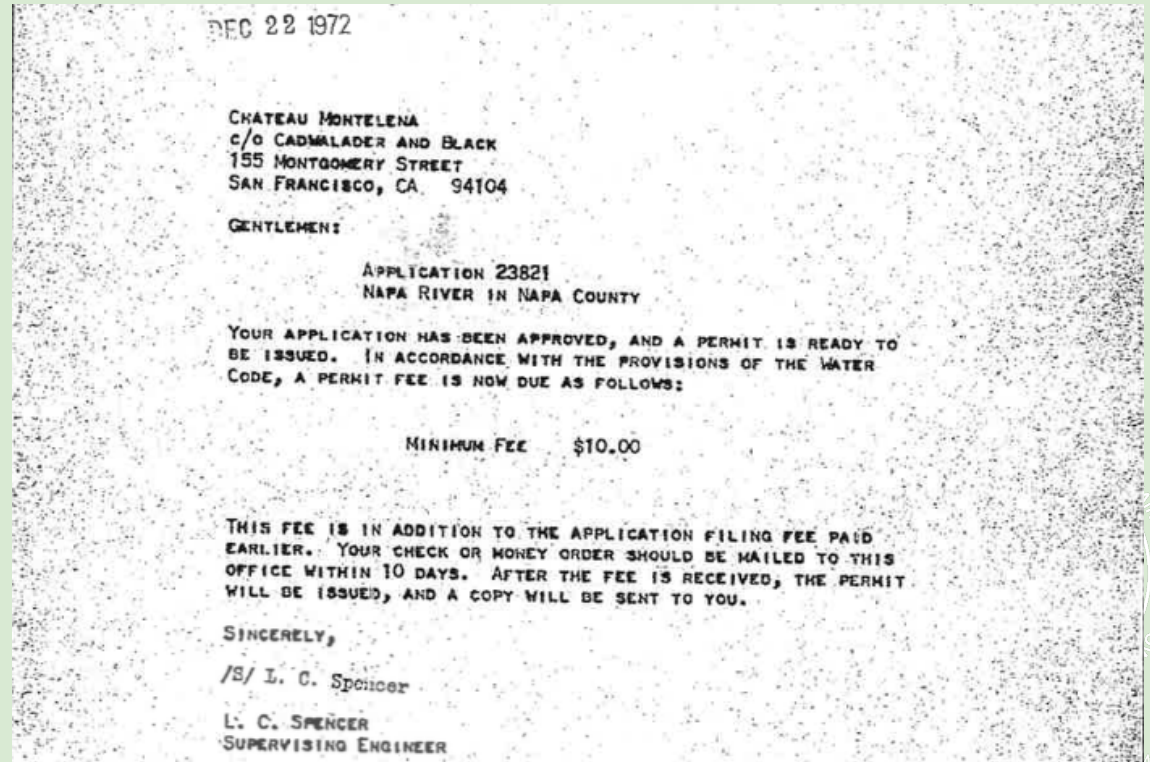 DEC 22 1972
CHATEAU MONTELENA
c/o CADWALADER AND BLACK
155 MONTGOMERY STREET
SAN FRANCISCO, CA 94104
GENTLEMEN:
APPLICATION 23821
NAPA RIVER IN NAPA COUNTY
YOUR APPLICATION HAS BEEN APPROVED, AND A PERMIT IS READY TO
BE ISSUED. IN ACCORDANCE WITH THE PROVISIONS OF THE WATER
CODE, A PERMIT FEE IS NOW DUE AS FOLLOWS:
MINIMUM FEE $10.00
THIS FEE IS IN ADDITION TO THE APPLICATION FILING FEE PAID
EARLIER. YOUR CHECK OR MONEY ORDER SHOULD BE MAILED TO THIS
OFFICE WITHIN 10 DAYS. AFTER THE FEE IS RECEIVED, THE PERMIT
WILL BE ISSUED, AND A COPY WILL BE SENT TO YOU.
SINCERELY,
/S/ L. C. Spencer
L. C. SPENCER
SUPERVISING ENGINEER